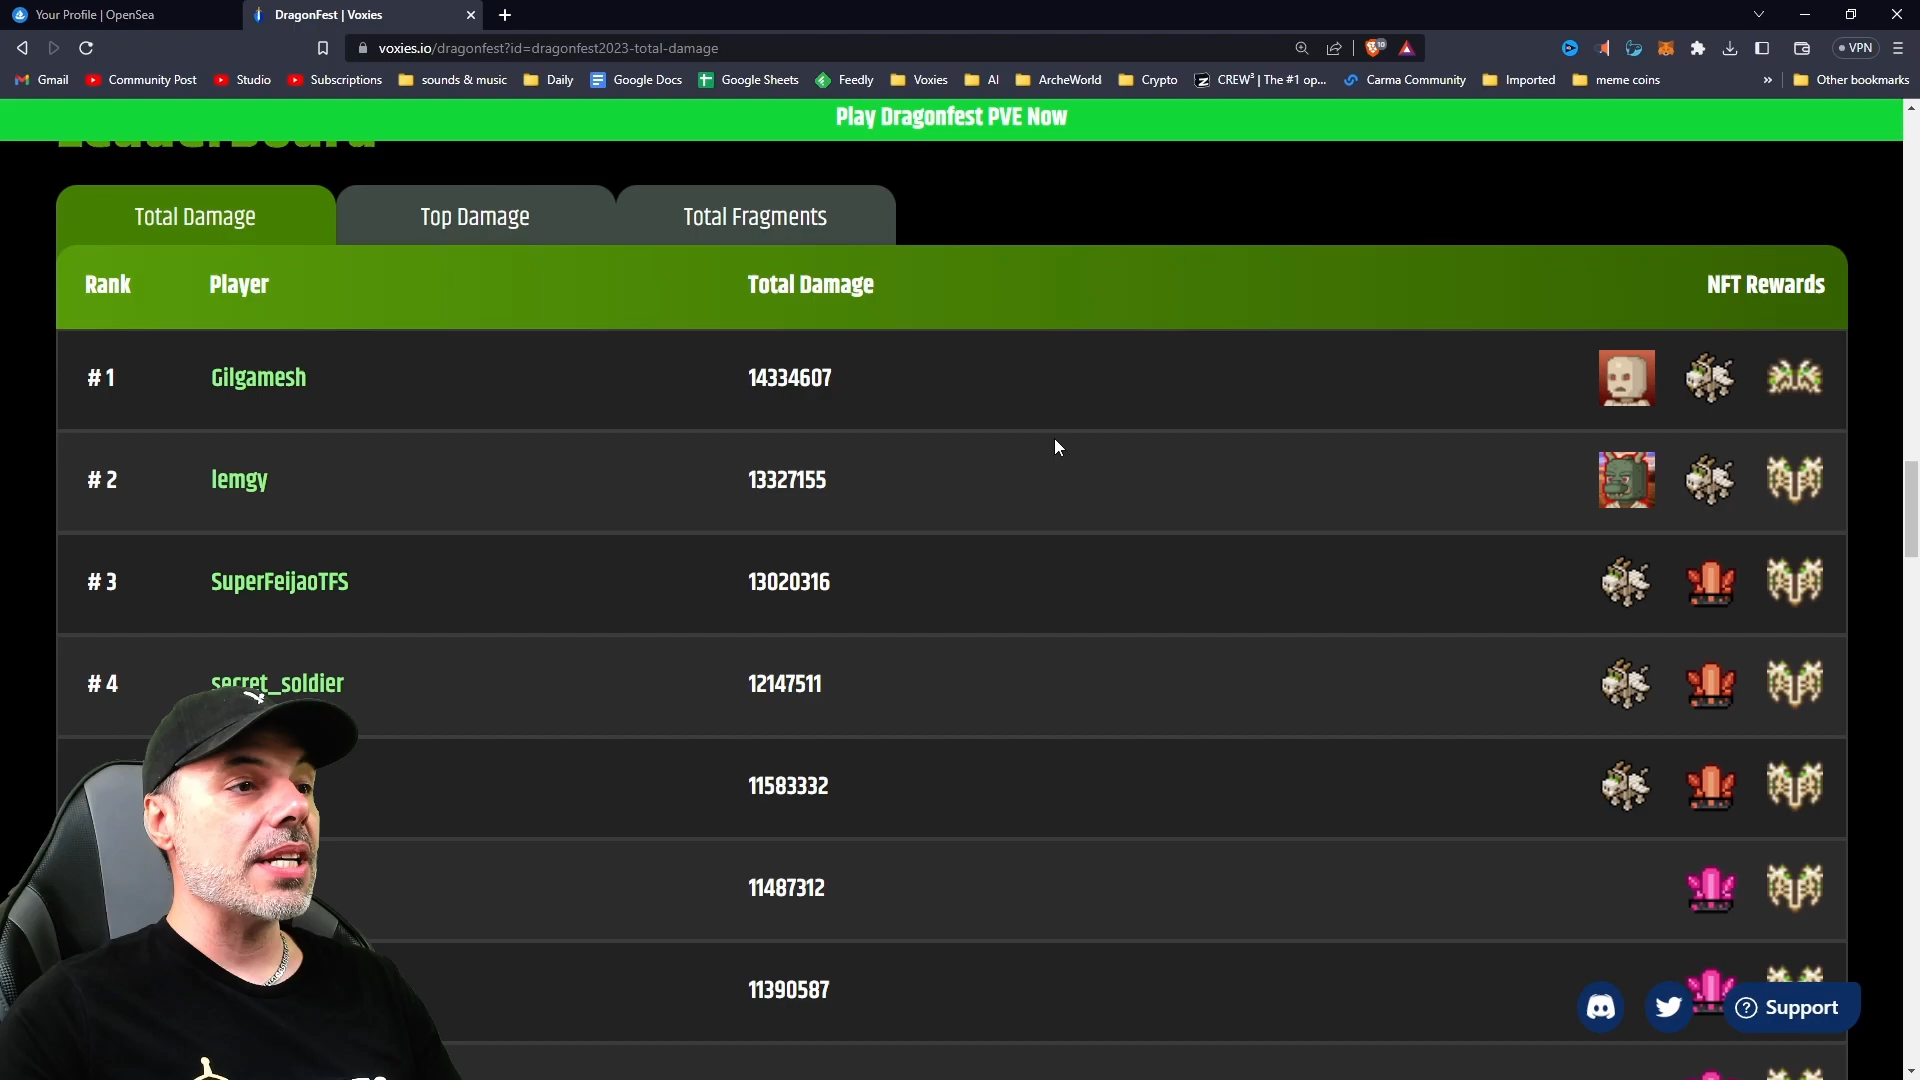 Your Profile | OpenSea
DragonFest | Voxies
voxies.io/dragonfest?id=dragonfest2023-total-damage
10
VPN
Gmail
Community Post
Studio
Subscriptions
sounds & music
Daily
Google Docs
Google Sheets
Feedly
Voxies
AI
ArcheWorld
Crypto
CREW³ | The #1 op...
Carma Community
Imported
meme coins
»
Other bookmarks
Play Dragonfest PVE Now
Leaderboard
Total Damage
Top Damage
Total Fragments
Rank Player Total Damage NFT Rewards
# 1 Gilgamesh 14334607
# 2 lemgy 13327155
# 3 SuperFeijaoTFS 13020316
# 4 secret_soldier 12147511
11583332
11487312
11390587
? Support